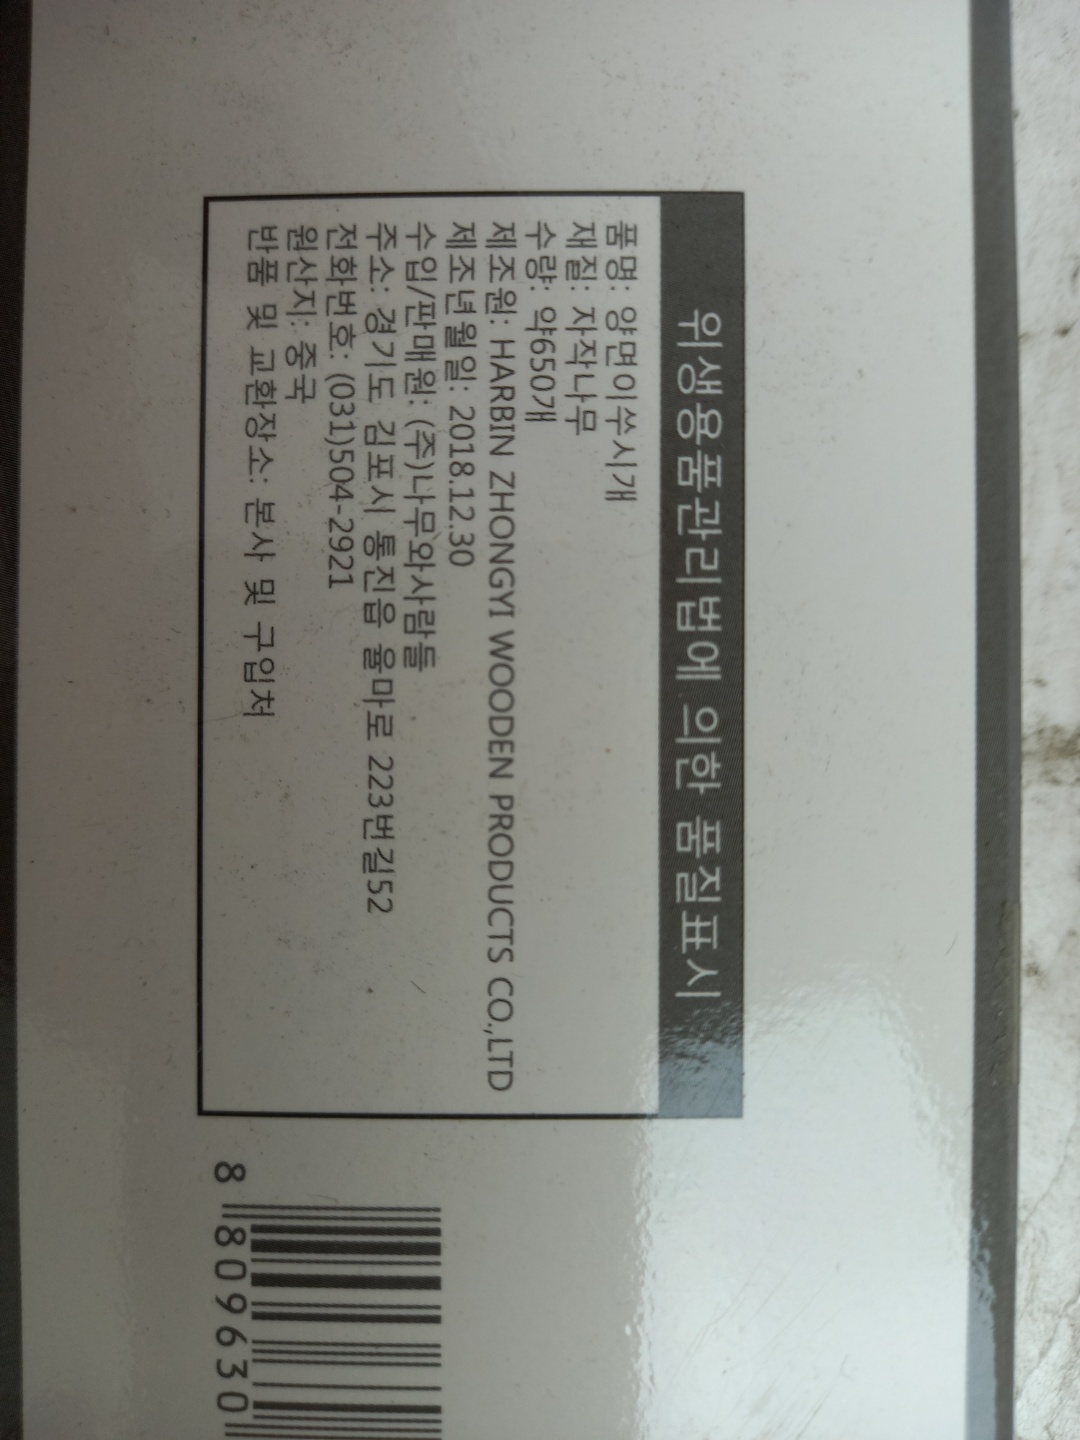 위생용품관리법에 의한 품질표시
품명: 양면이쑤시개
재질: 자작나무
수량: 약650개
제조원: HARBIN ZHONGYI WOODEN PRODUCTS CO.,LTD
제조년월일: 2018.12.30
수입/판매원: (주)나무와사람들
주소: 경기도 김포시 통진읍 율마로 223번길52
전화번호: (031)504-2921
원산지: 중국
반품 및 교환장소: 본사 및 구입처
8 809630